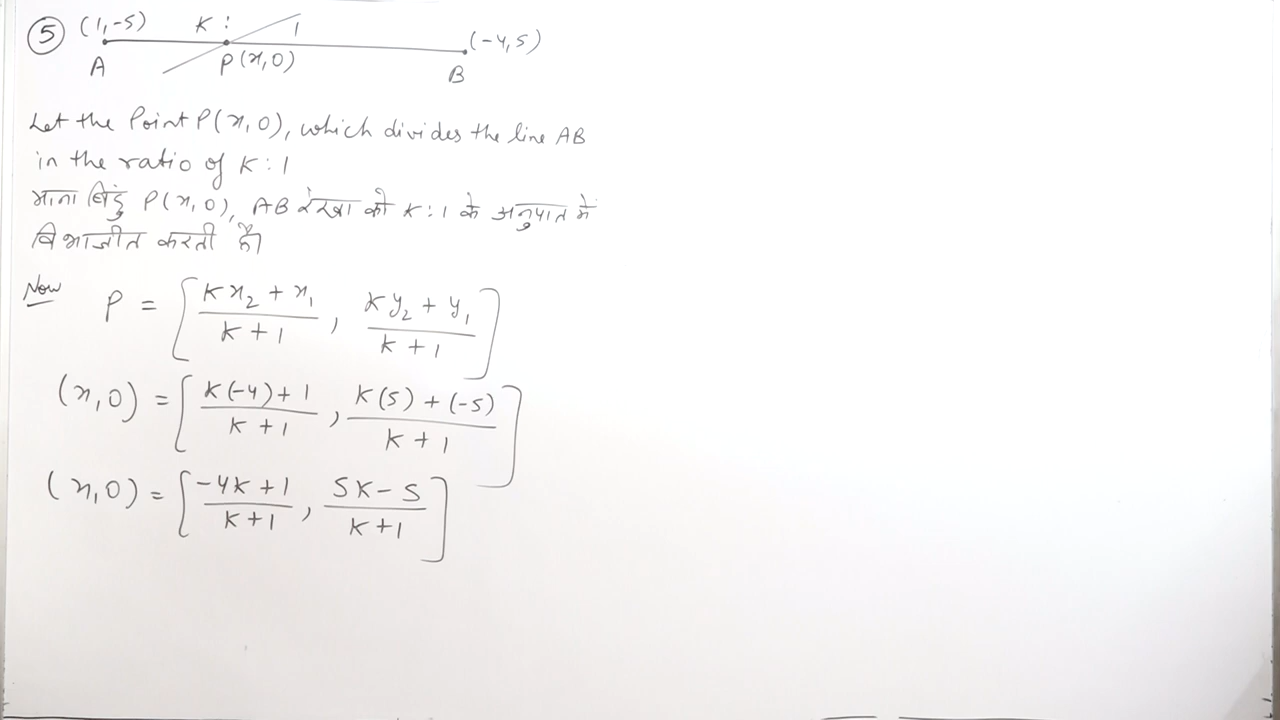 ⑤ (1,-5) K : 1 (-4,5)
A P(x,0) B
Let the Point P(x,0), which divides the line AB
in the ratio of K:1
माना बिंदु P(x,0), AB रेखा को K:1 के अनुपात में
विभाजीत करती है।
Now P = [(Kx₂ + x₁)/(K+1), (Ky₂ + y₁)/(K+1)]
(x,0) = [(K(-4)+1)/(K+1), (K(5)+(-5))/(K+1)]
(x,0) = [(-4K+1)/(K+1), (5K-5)/(K+1)]